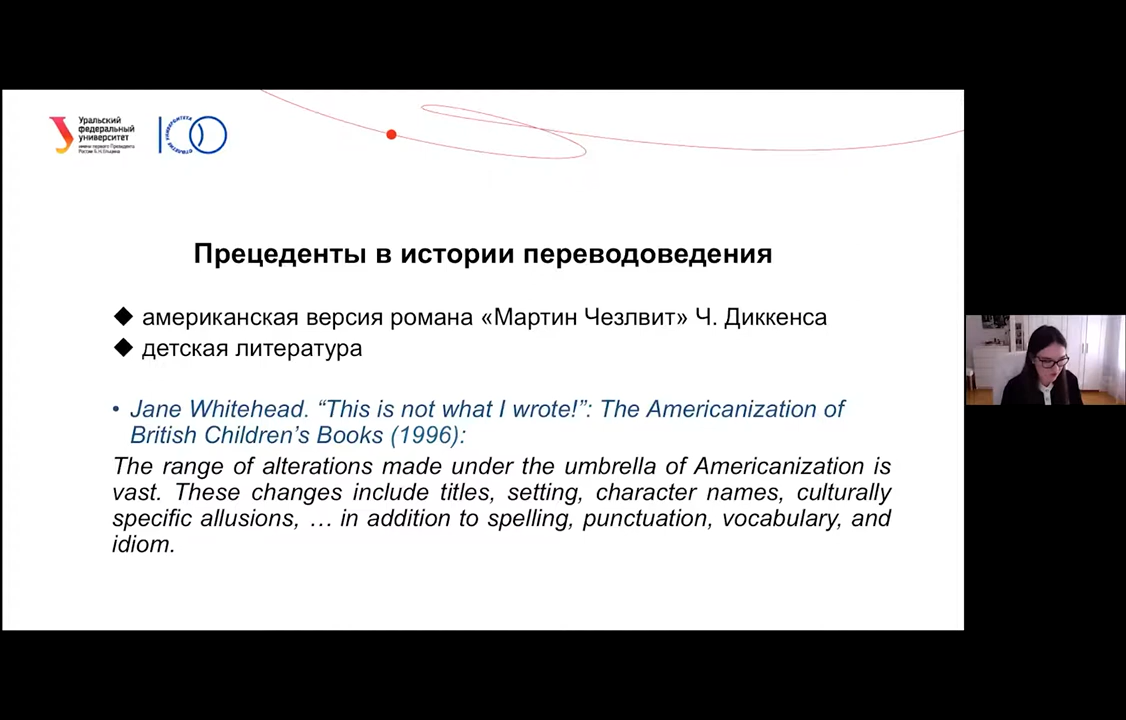 Уральский
федеральный
университет
имени первого Президента
России Б.Н.Ельцина
СТОЛЕТИЕ УНИВЕРСИТЕТА
Прецеденты в истории переводоведения
◆ американская версия романа «Мартин Чезлвит» Ч. Диккенса
◆ детская литература
• Jane Whitehead. “This is not what I wrote!”: The Americanization of
British Children’s Books (1996):
The range of alterations made under the umbrella of Americanization is
vast. These changes include titles, setting, character names, culturally
specific allusions, … in addition to spelling, punctuation, vocabulary, and
idiom.